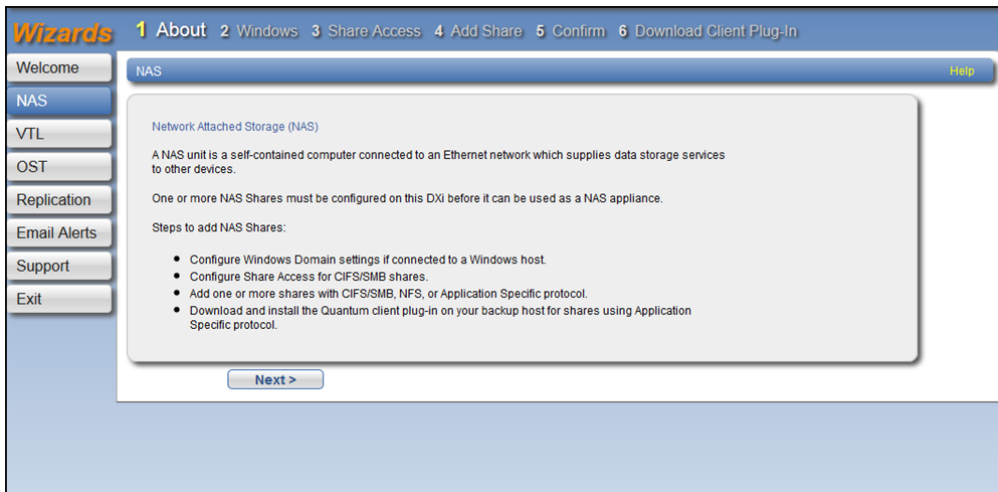 Wizards
1 About 2 Windows 3 Share Access 4 Add Share 5 Confirm 6 Download Client Plug-In
Welcome
NAS
VTL
OST
Replication
Email Alerts
Support
Exit
NAS
Help
Network Attached Storage (NAS)
A NAS unit is a self-contained computer connected to an Ethernet network which supplies data storage services
to other devices.
One or more NAS Shares must be configured on this DXi before it can be used as a NAS appliance.
Steps to add NAS Shares:
• Configure Windows Domain settings if connected to a Windows host.
• Configure Share Access for CIFS/SMB shares.
• Add one or more shares with CIFS/SMB, NFS, or Application Specific protocol.
• Download and install the Quantum client plug-in on your backup host for shares using Application
Specific protocol.
Next >